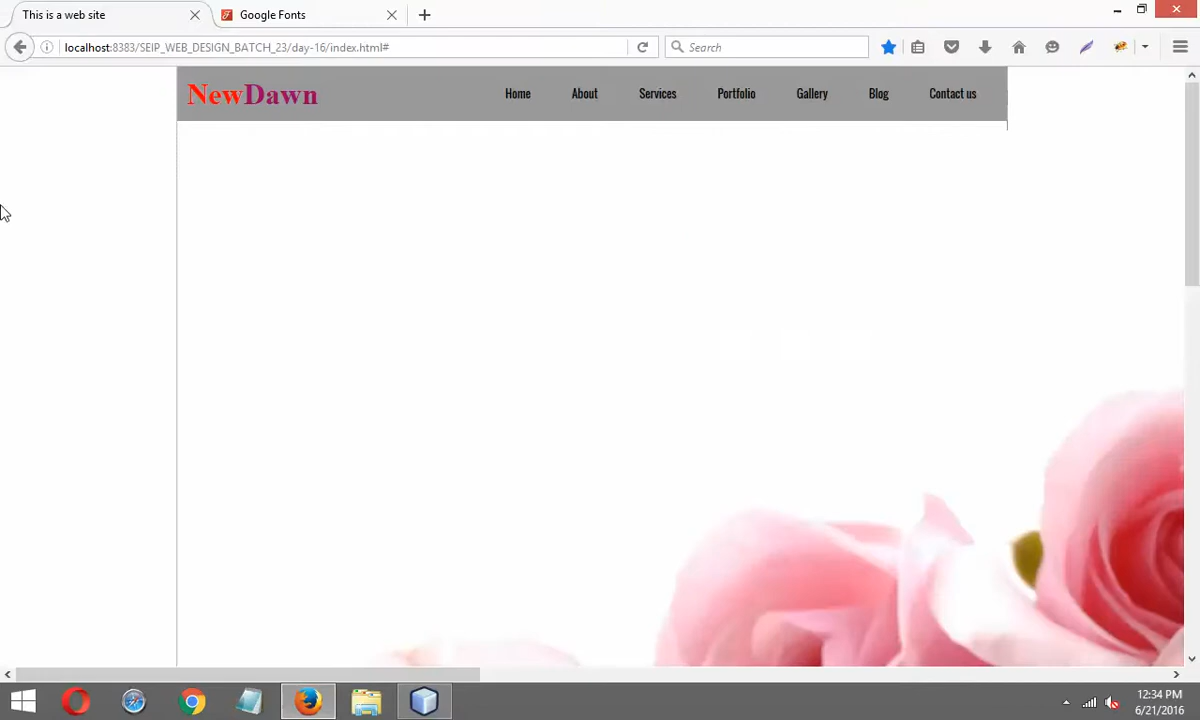 This is a web site
Google Fonts
localhost:8383/SEIP_WEB_DESIGN_BATCH_23/day-16/index.html#
Search
NewDawn
Home
About
Services
Portfolio
Gallery
Blog
Contact us
12:34 PM
6/21/2016